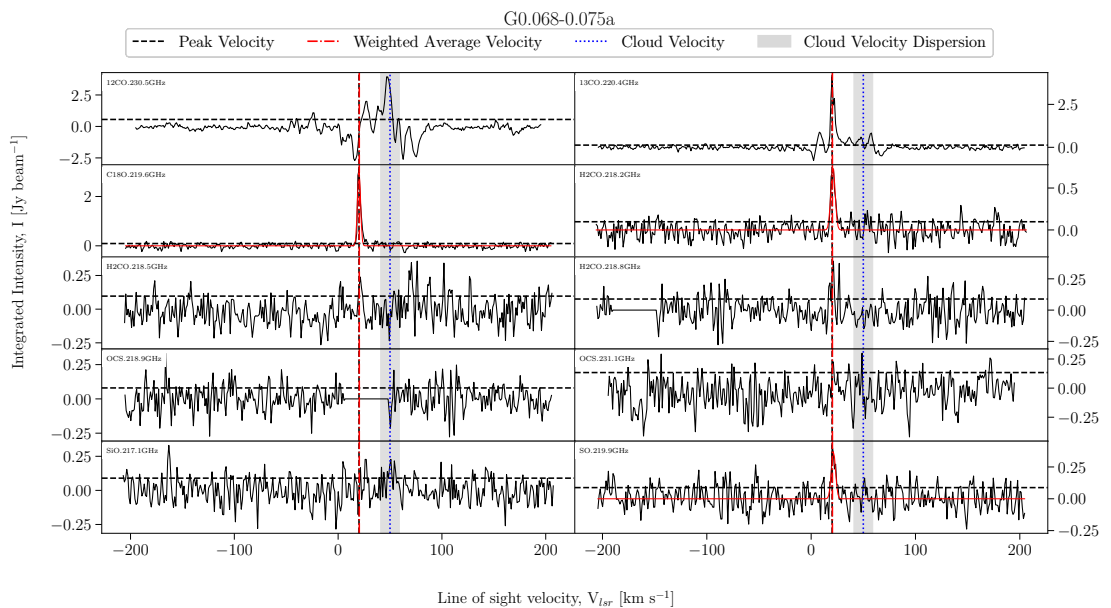 G0.068-0.075a
Peak Velocity Weighted Average Velocity Cloud Velocity Cloud Velocity Dispersion
Integrated Intensity, I [Jy beam⁻¹]
12CO.230.5GHz
2.5
0.0
−2.5
13CO.220.4GHz
2.5
0.0
C18O.219.6GHz
2
0
H2CO.218.2GHz
0.5
0.0
H2CO.218.5GHz
0.25
0.00
−0.25
H2CO.218.8GHz
0.25
0.00
−0.25
OCS.218.9GHz
0.25
0.00
−0.25
OCS.231.1GHz
0.25
0.00
−0.25
SiO.217.1GHz
0.25
0.00
−0.25
SO.219.9GHz
0.25
0.00
−0.25
−200 −100 0 100 200
−200 −100 0 100 200
Line of sight velocity, Vₗₛᵣ [km s⁻¹]